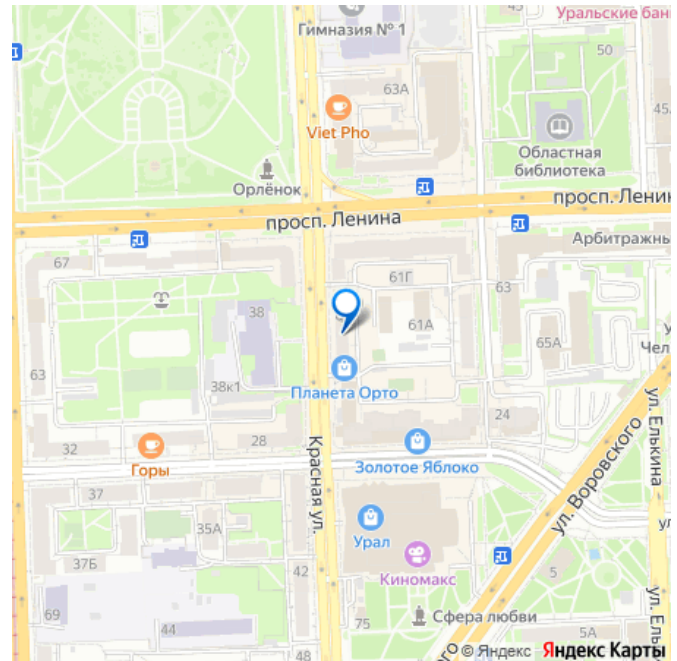 Уральские бан
Гимназия № 1
50
63А
Viet Pho
45
Областная
библиотека
Орлёнок
просп. Ленина
просп. Ленин
Арбитражны
67
61Г
63
38
61А
65А
Чел
Планета Орто
63
38к1
24
ул. Елькина
32
28
Горы
Красная ул.
Золотое Яблоко
ул. Воровского
37
35А
Урал
37Б
42
Киномакс
5
69
44
75
Сфера любви
5А
48
© Яндекс Яндекс Карты